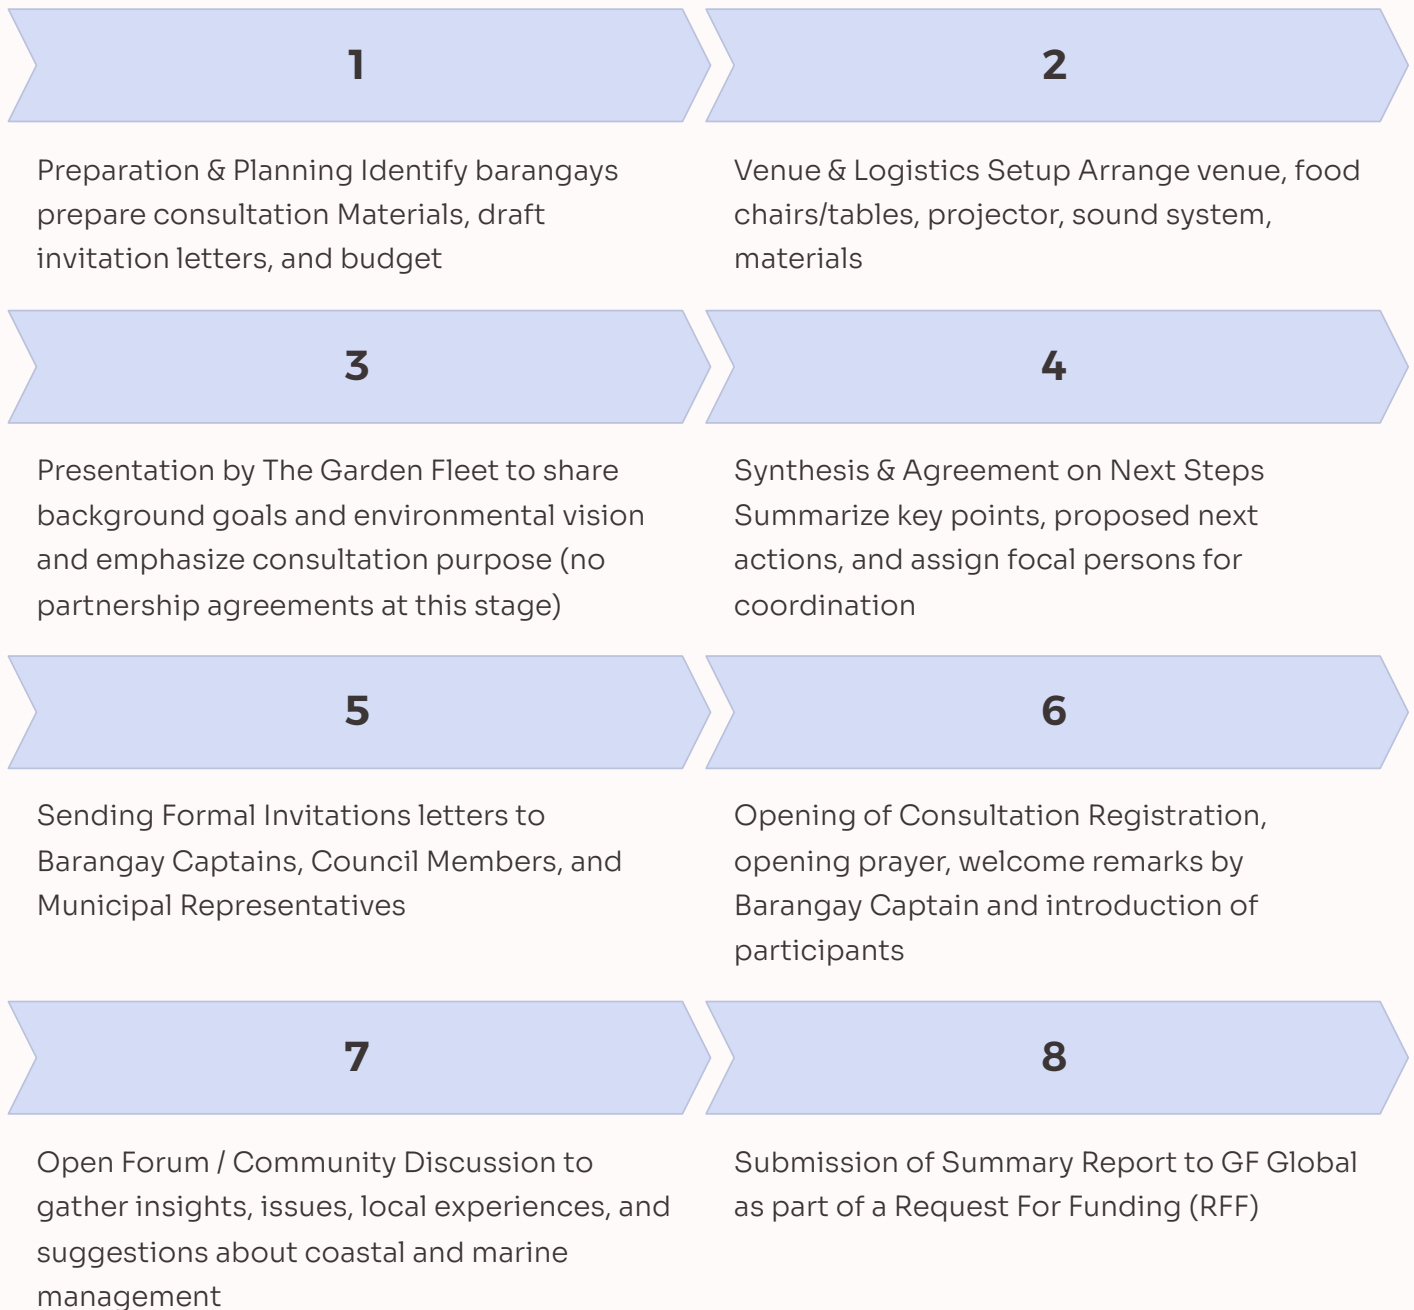 1
Preparation & Planning Identify barangays
prepare consultation Materials, draft
invitation letters, and budget
2
Venue & Logistics Setup Arrange venue, food
chairs/tables, projector, sound system,
materials
3
Presentation by The Garden Fleet to share
background goals and environmental vision
and emphasize consultation purpose (no
partnership agreements at this stage)
4
Synthesis & Agreement on Next Steps
Summarize key points, proposed next
actions, and assign focal persons for
coordination
5
Sending Formal Invitations letters to
Barangay Captains, Council Members, and
Municipal Representatives
6
Opening of Consultation Registration,
opening prayer, welcome remarks by
Barangay Captain and introduction of
participants
7
Open Forum / Community Discussion to
gather insights, issues, local experiences, and
suggestions about coastal and marine
management
8
Submission of Summary Report to GF Global
as part of a Request For Funding (RFF)